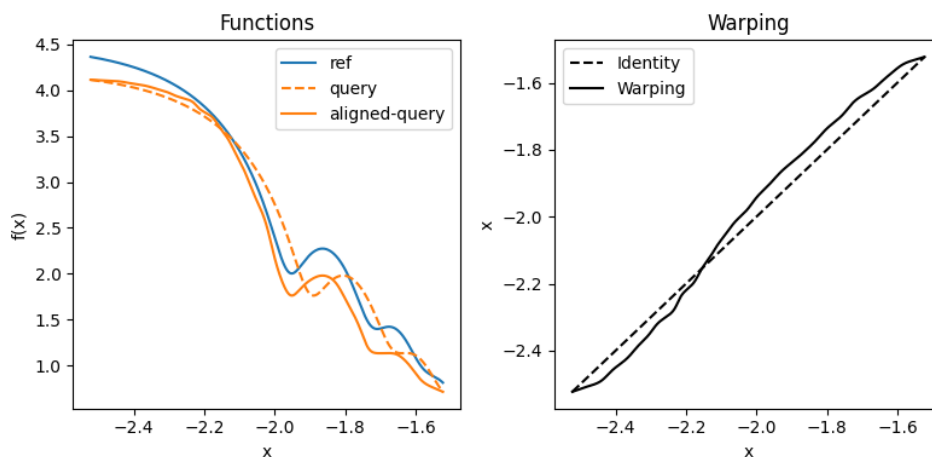 Functions
4.5
4.0
3.5
3.0
2.5
2.0
1.5
1.0
f(x)
ref
query
aligned-query
−2.4
−2.2
−2.0
−1.8
−1.6
x
Warping
−1.6
−1.8
−2.0
−2.2
−2.4
x
Identity
Warping
−2.4
−2.2
−2.0
−1.8
−1.6
x